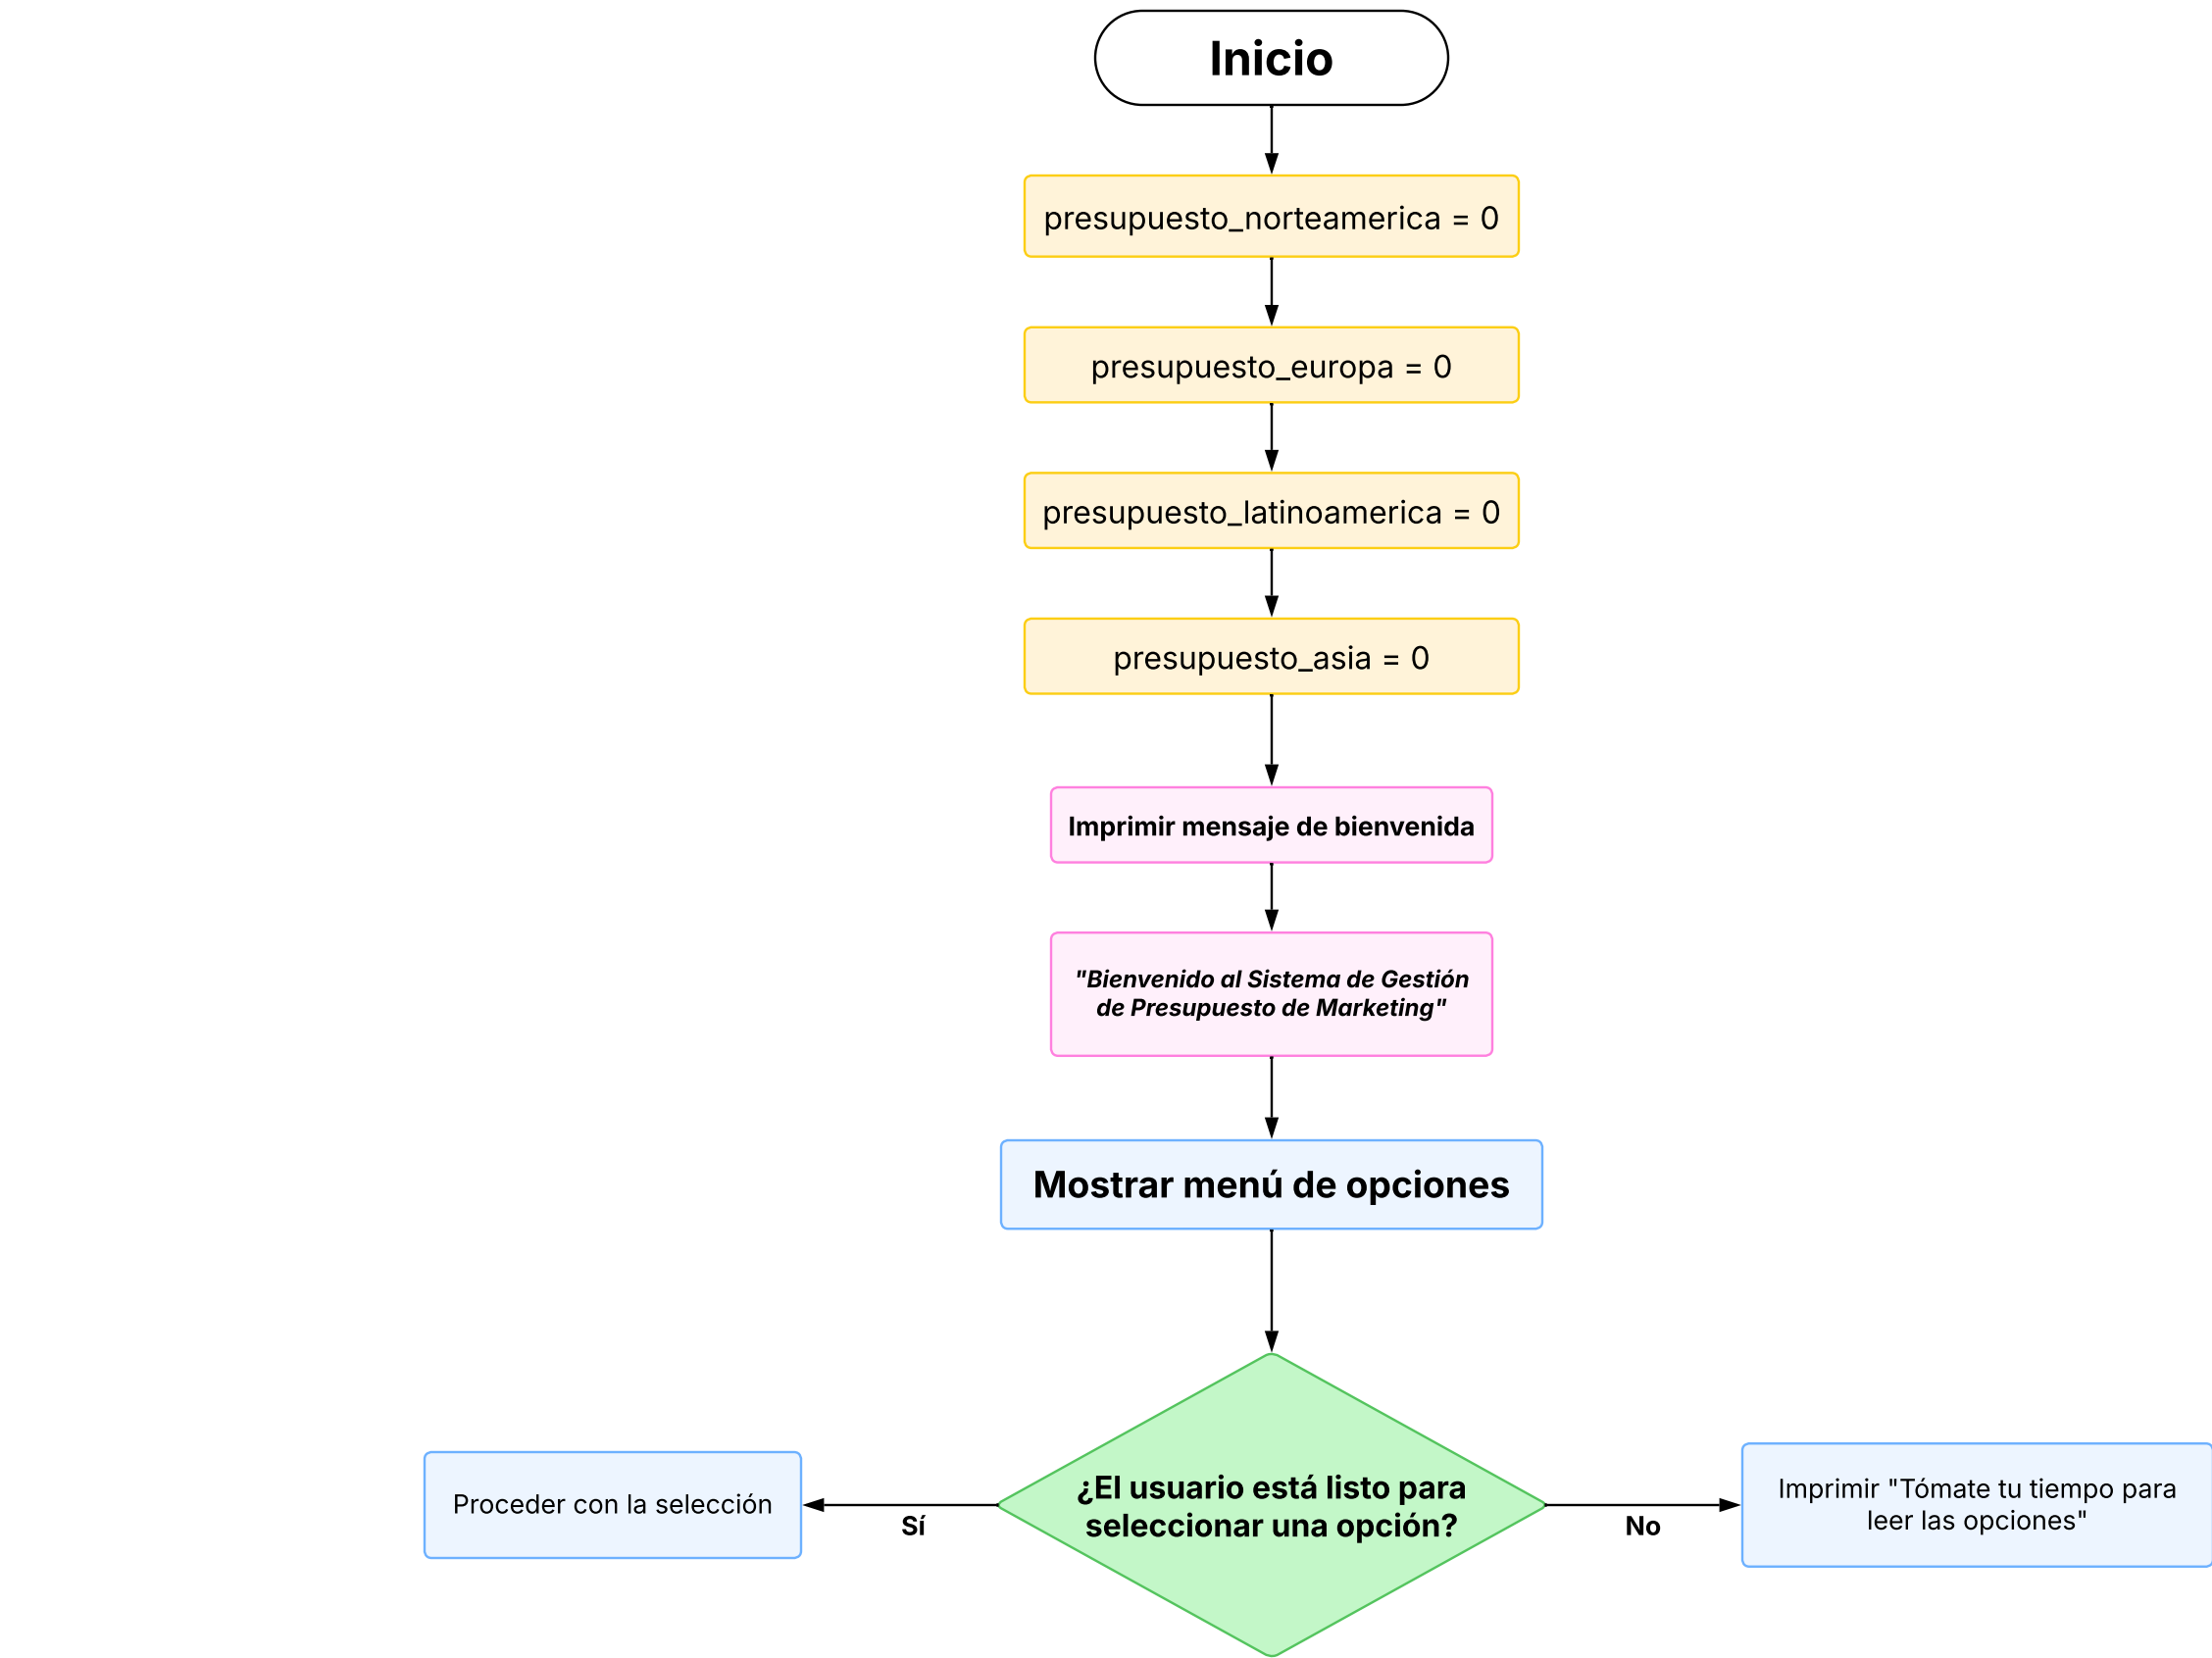 Inicio
presupuesto_norteamerica = 0
presupuesto_europa = 0
presupuesto_latinoamerica = 0
presupuesto_asia = 0
Imprimir mensaje de bienvenida
"Bienvenido al Sistema de Gestión
de Presupuesto de Marketing"
Mostrar menú de opciones
¿El usuario está listo para
seleccionar una opción?
Sí
Proceder con la selección
No
Imprimir "Tómate tu tiempo para
leer las opciones"